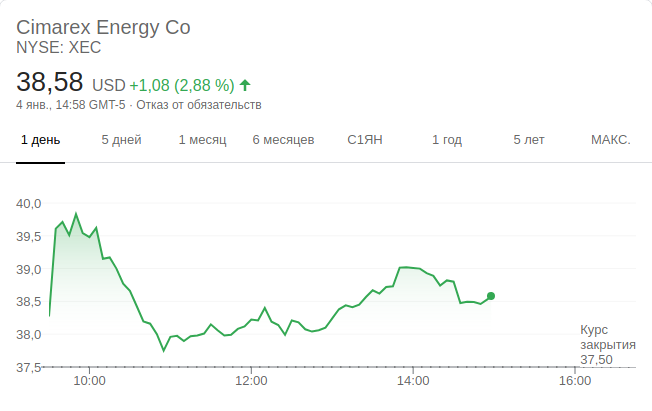 Cimarex Energy Co
NYSE: XEC
38,58 USD +1,08 (2,88 %)
4 янв., 14:58 GMT-5 · Отказ от обязательств
1 день 5 дней 1 месяц 6 месяцев С1ЯН 1 год 5 лет МАКС.
40,0
39,5
39,0
38,5
38,0
37,5
Курс
закрытия
37,50
10:00 12:00 14:00 16:00